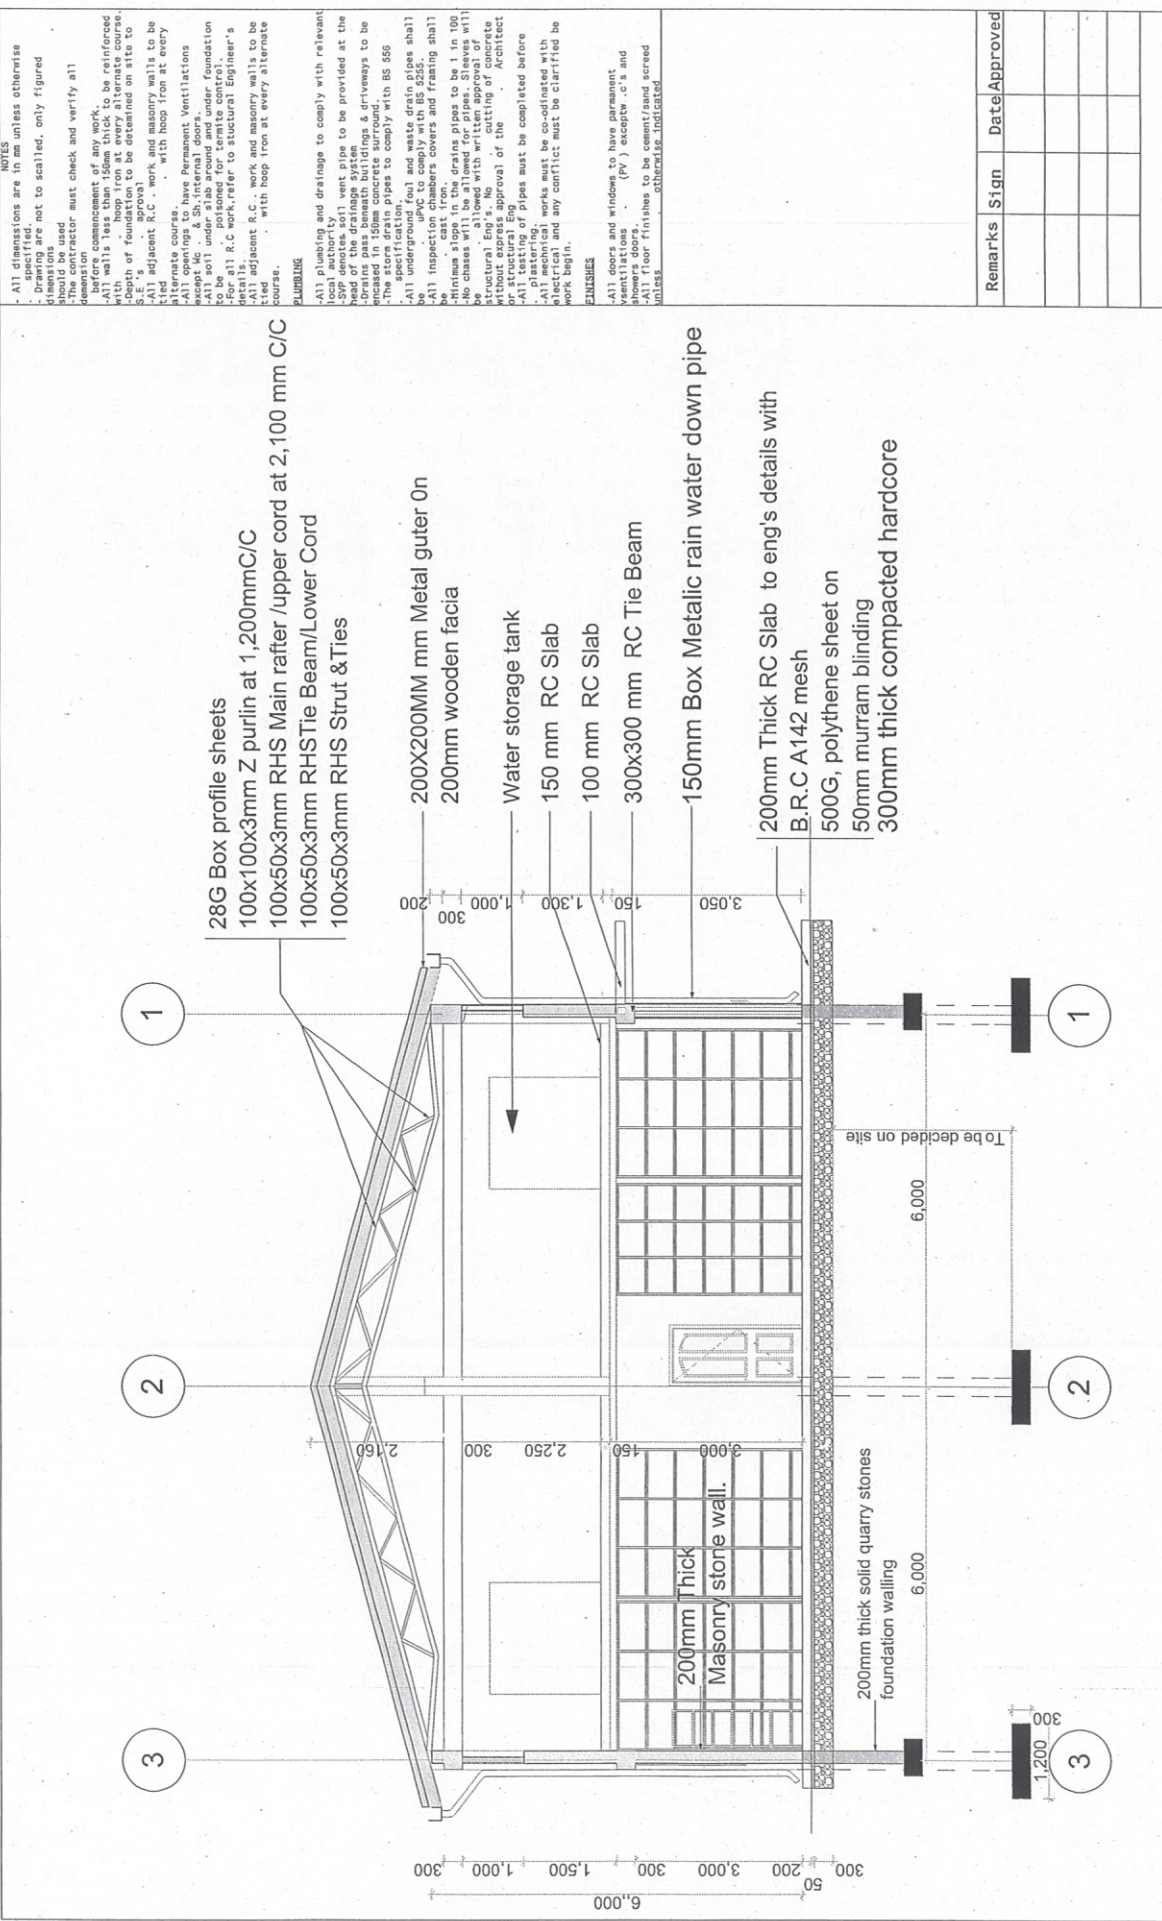 NOTES
- All dimenssions are in mm unless otherwise
. specified.
- Drawing are not to scalled. only figured
dimensions
should be used
-The contractor must check and verify all
demension
. before commencement of any work.
-All walls less than 150mm thick to be reinforced
with . hoop iron at every alternate course.
-Depth of foundation to be detemined on site to
S.E 's . aproval
-All adjacent R.C . work and masonry walls to be
tied . with hoop iron at every
alternate course.
-All openings to have Permanent Ventilations
except Wc . & Sh.internal doors.
-All soil under slab around and under foundation
to be . poisoned for termite control.
-For all R.C work,refer to stuctural Engineer's
details.
-All adjacent R.C . work and masonry walls to be
tied . with hoop iron at every alternate
course.
PLUMBING
-All plumbing and drainage to comply with relevant
local authority
-SVP denotes soil vent pipe to be provided at the
head of the drainage system
-Drains pass beneath buildings & driveways to be
encased in 150mm concrete surround.
-The storm drain pipes to comply with BS 556
. specification.
-All underground foul and waste drain pipes shall
be . uPVC to comply with BS 5255.
-All inspection chambers covers and framing shall
be . cast iron.
-Minimum slope in the drains pipes to be 1 in 100
-No chases will be allowed for pipes. Sleeves will
be . allowed with written approval of
structural Eng's. No . cutting of concrete
without express approval of the . Architect
or structural Eng
-All testing of pipes must be completed before
. plastering.
-All mechanical works must be co-odinated with
electrical and any conflict must be clarified be
work begin.
FINISHES
-All doors and windows to have parmanent
vsentilations . (PV ) exceptw .c's and
showers doors.
-All floor finishes to be cement/sand screed
unless . otherwise indicated
Remarks Sign Date Approved
28G Box profile sheets
100x100x3mm Z purlin at 1,200mmC/C
100x50x3mm RHS Main rafter /upper cord at 2,100 mm C/C
100x50x3mm RHSTie Beam/Lower Cord
100x50x3mm RHS Strut &Ties
200X200MM mm Metal guter 0n
200mm wooden facia
Water storage tank
150 mm RC Slab
100 mm RC Slab
300x300 mm RC Tie Beam
150mm Box Metalic rain water down pipe
200mm Thick RC Slab to eng's details with
B.R.C A142 mesh
500G, polythene sheet on
50mm murram blinding
300mm thick compacted hardcore
3 2 1
200
300
1,000
1,300
150
3,050
2,160
300
2,250
150
3,000
200mm Thick
Masonry stone wall.
200mm thick solid quarry stones
foundation walling
To be decided on site
6,000 6,000
300
1,200
3 2 1
300
1,000
1,500
300
3,000
200
50
300
6,,000